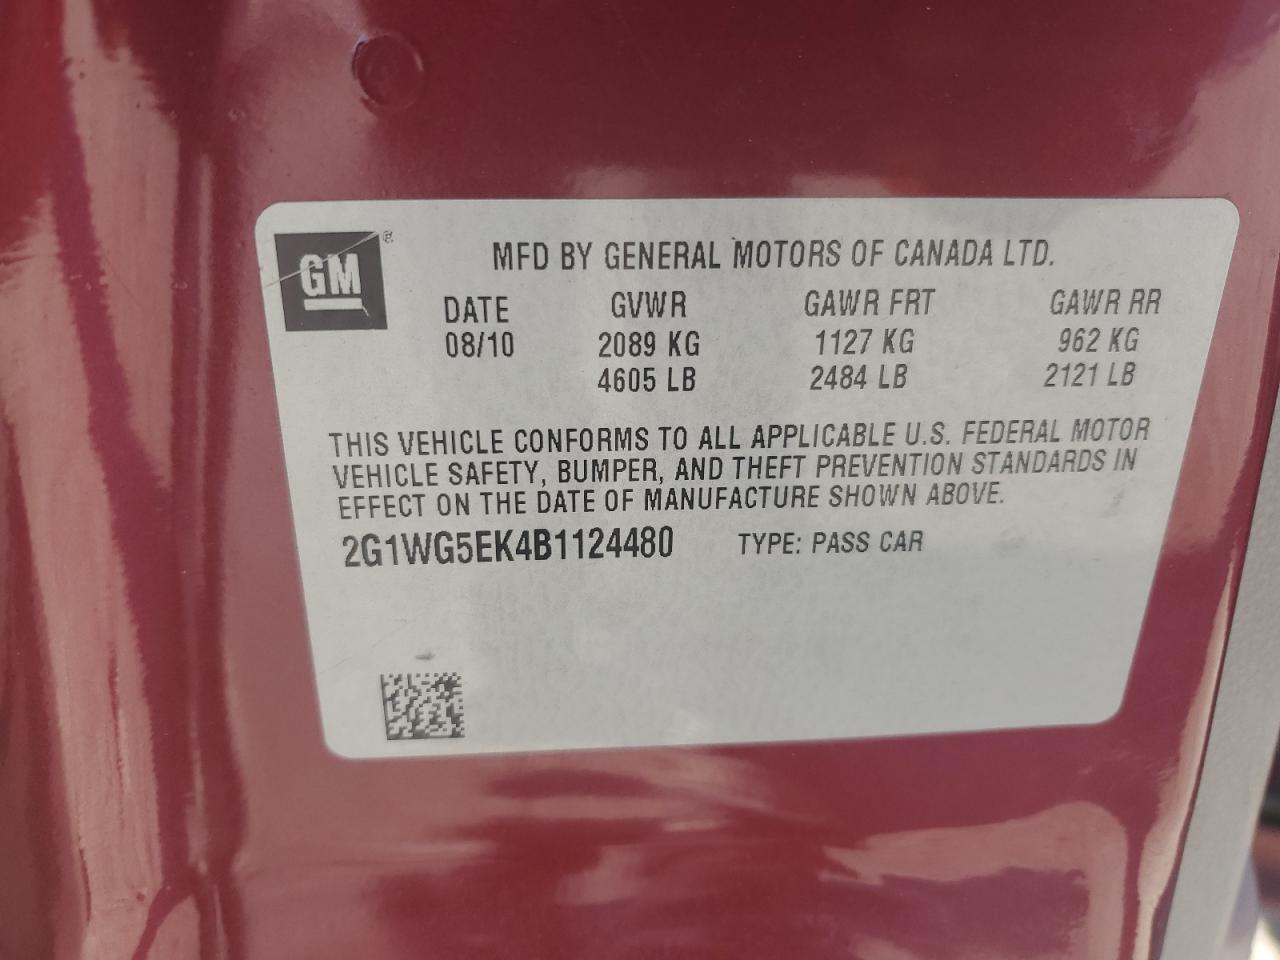 GM ®
MFD BY GENERAL MOTORS OF CANADA LTD.
DATE GVWR GAWR FRT GAWR RR
08/10 2089 KG 1127 KG 962 KG
4605 LB 2484 LB 2121 LB
THIS VEHICLE CONFORMS TO ALL APPLICABLE U.S. FEDERAL MOTOR
VEHICLE SAFETY, BUMPER, AND THEFT PREVENTION STANDARDS IN
EFFECT ON THE DATE OF MANUFACTURE SHOWN ABOVE.
2G1WG5EK4B1124480 TYPE: PASS CAR